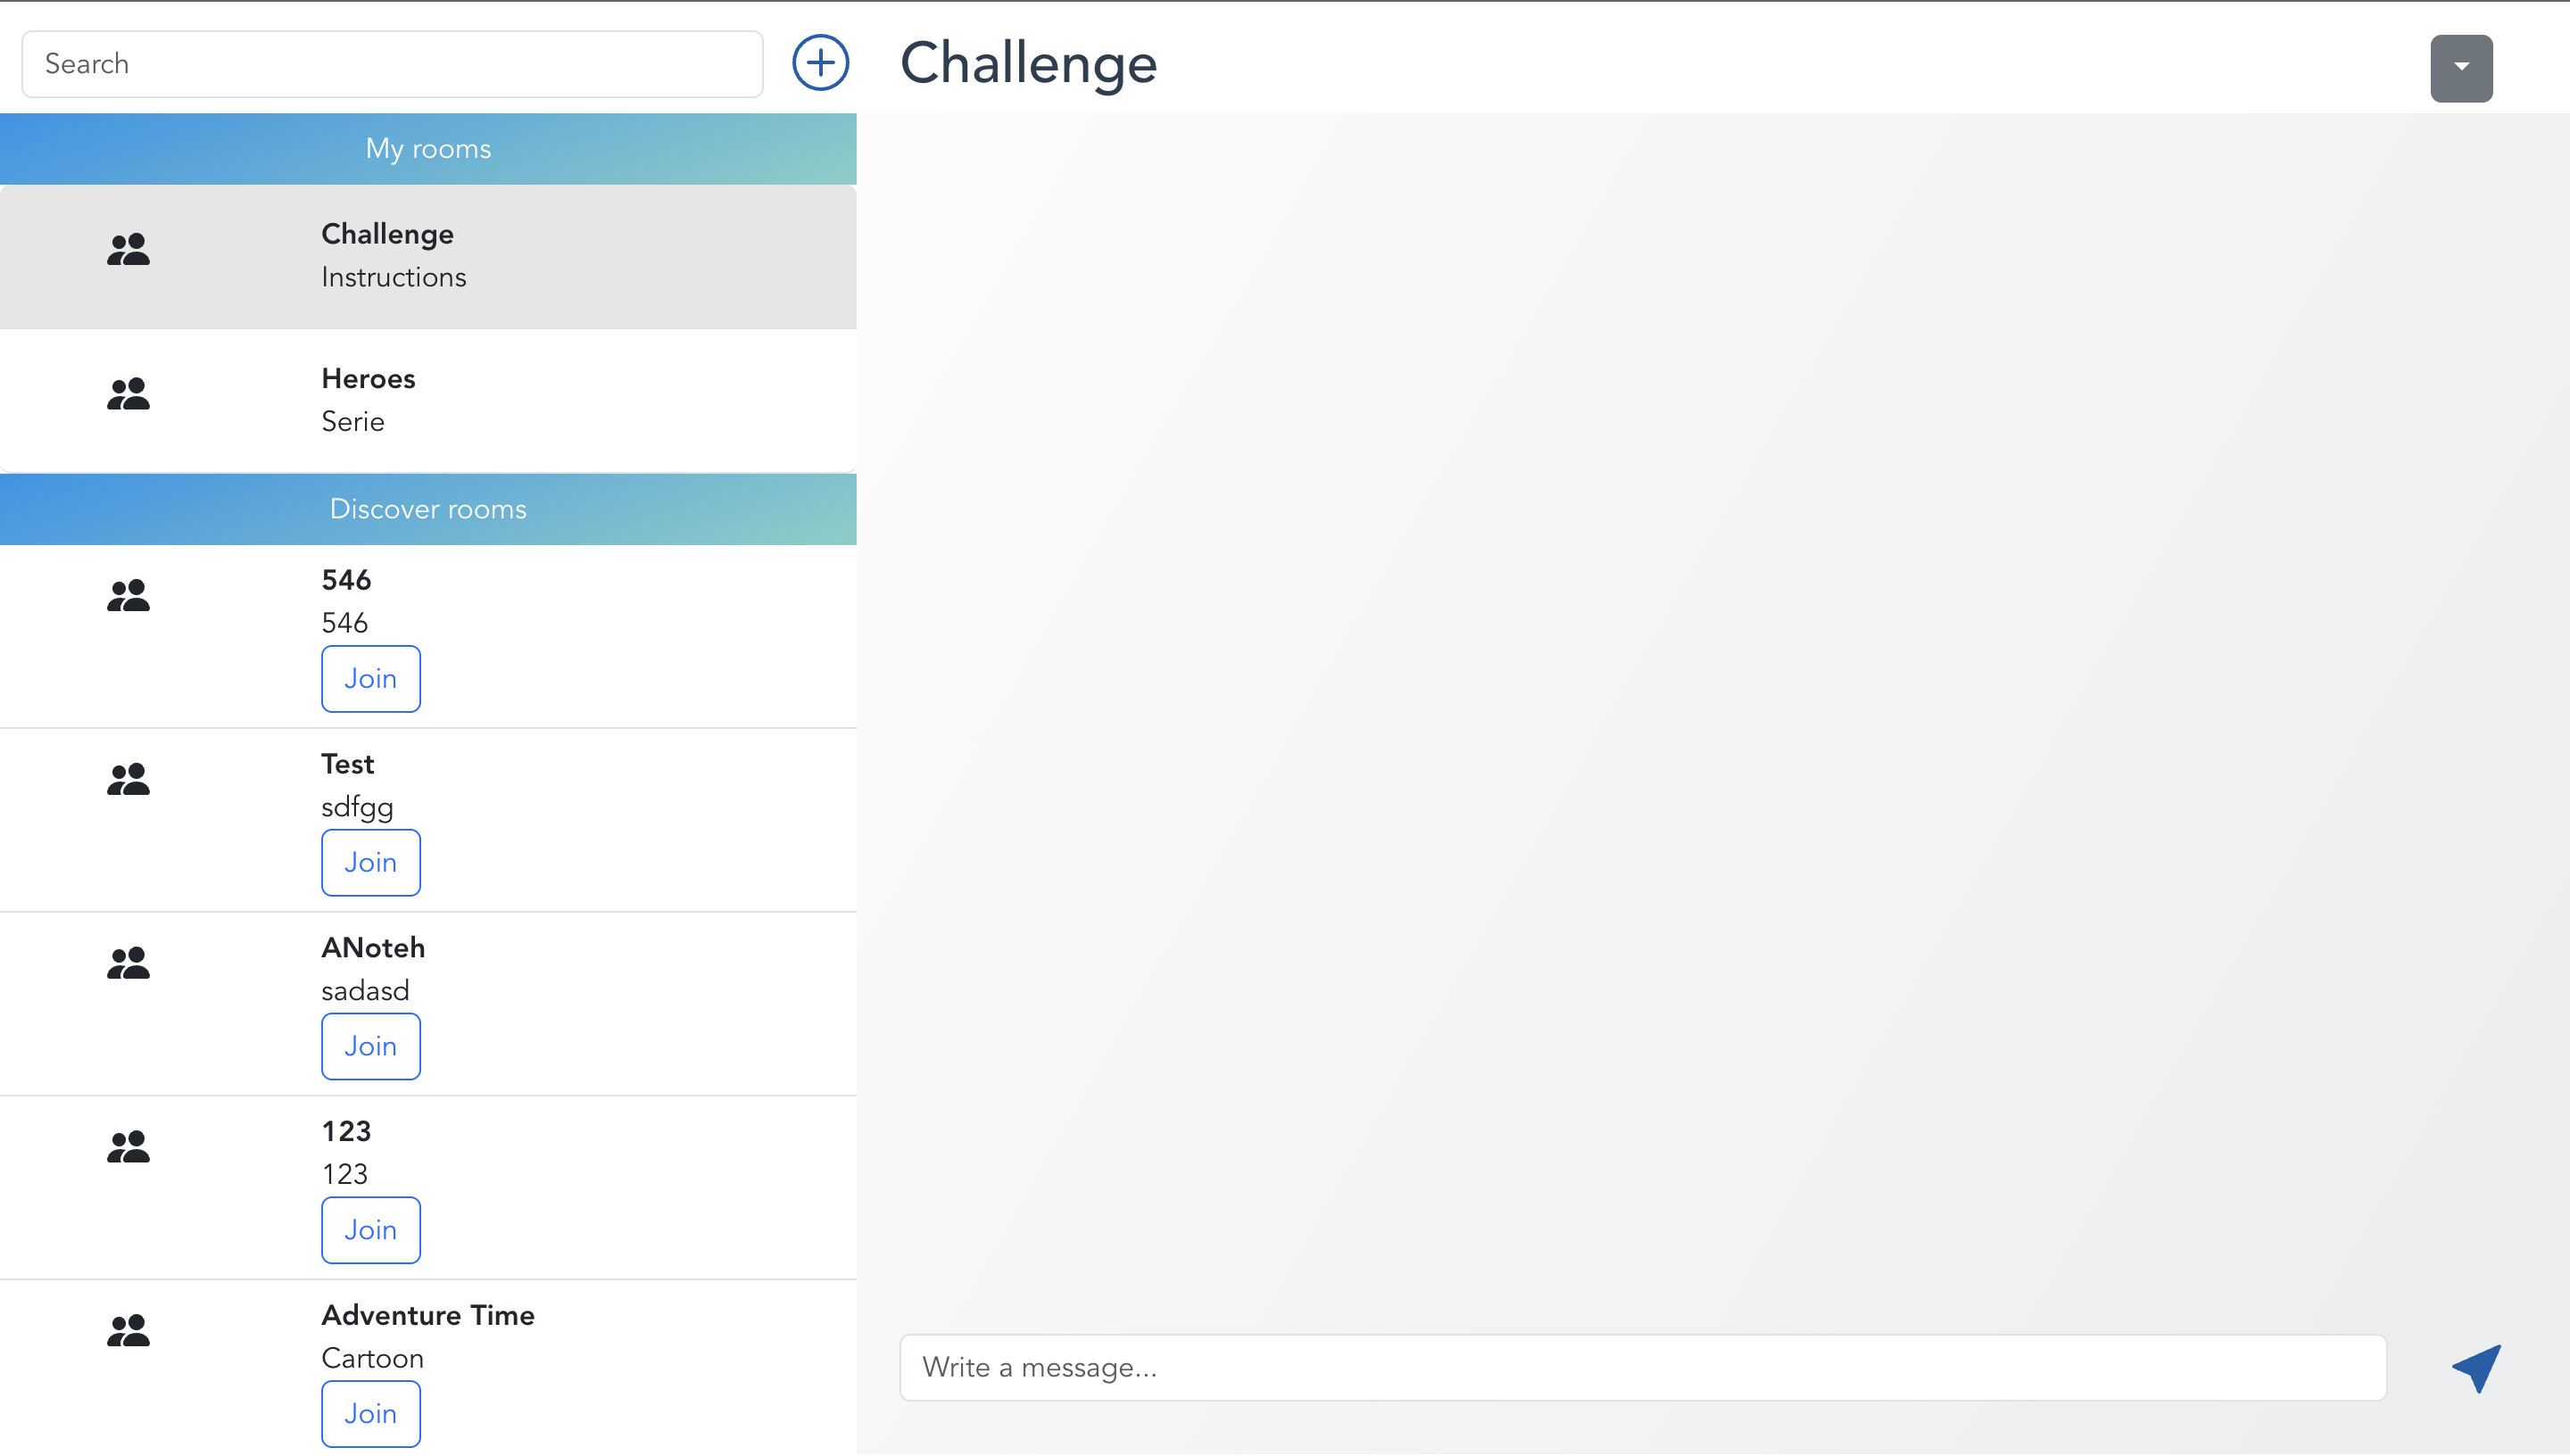 Search
Challenge
My rooms
Challenge
Instructions
Heroes
Serie
Discover rooms
546
546
Join
Test
sdfgg
Join
ANoteh
sadasd
Join
123
123
Join
Adventure Time
Cartoon
Join
Write a message...